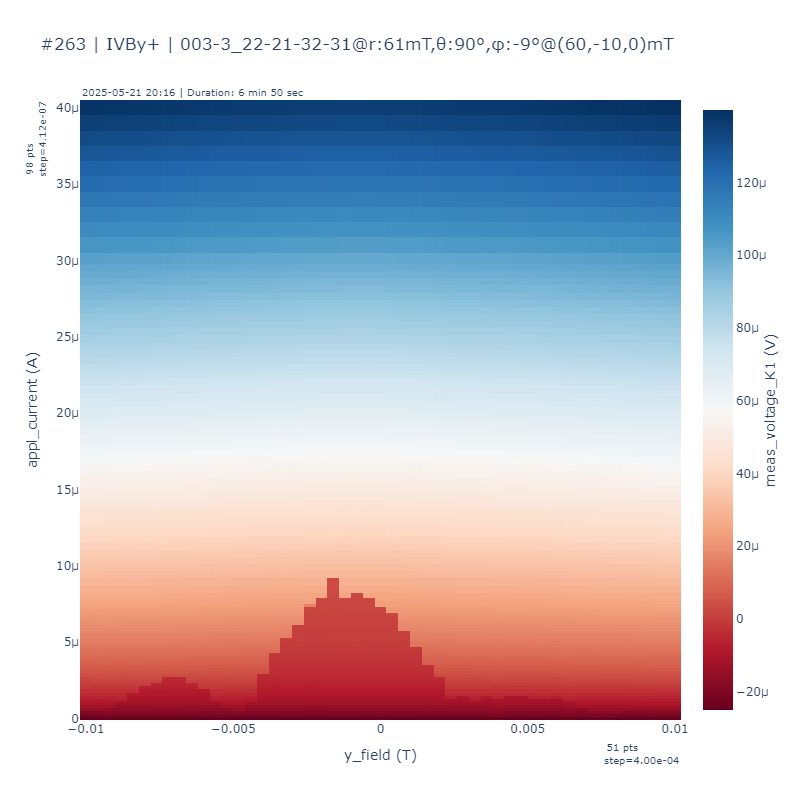 #263 | IVBy+ | 003-3_22-21-32-31@r:61mT,θ:90°,φ:-9°@(60,-10,0)mT
2025-05-21 20:16 | Duration: 6 min 50 sec
98 pts
step=4.12e-07
40μ
35μ
30μ
25μ
20μ
15μ
10μ
5μ
0
appl_current (A)
−0.01
−0.005
0
0.005
0.01
y_field (T)
51 pts
step=4.00e-04
120μ
100μ
80μ
60μ
40μ
20μ
0
−20μ
meas_voltage_K1 (V)